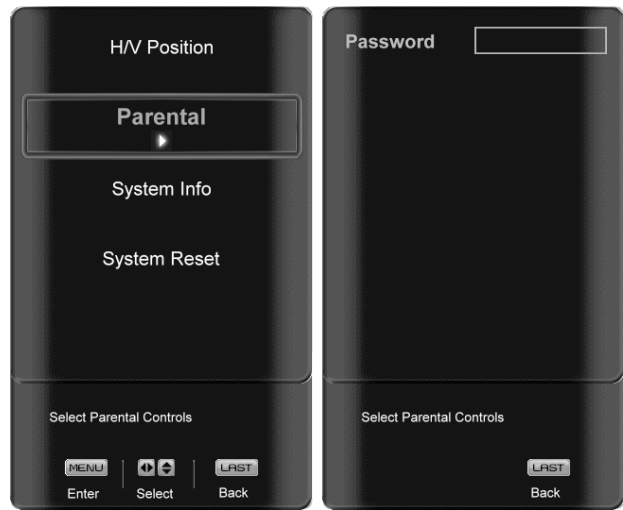 H/V Position
Parental
System Info
System Reset
Select Parental Controls
MENU LAST
Enter Select Back
Password
Select Parental Controls
LAST
Back